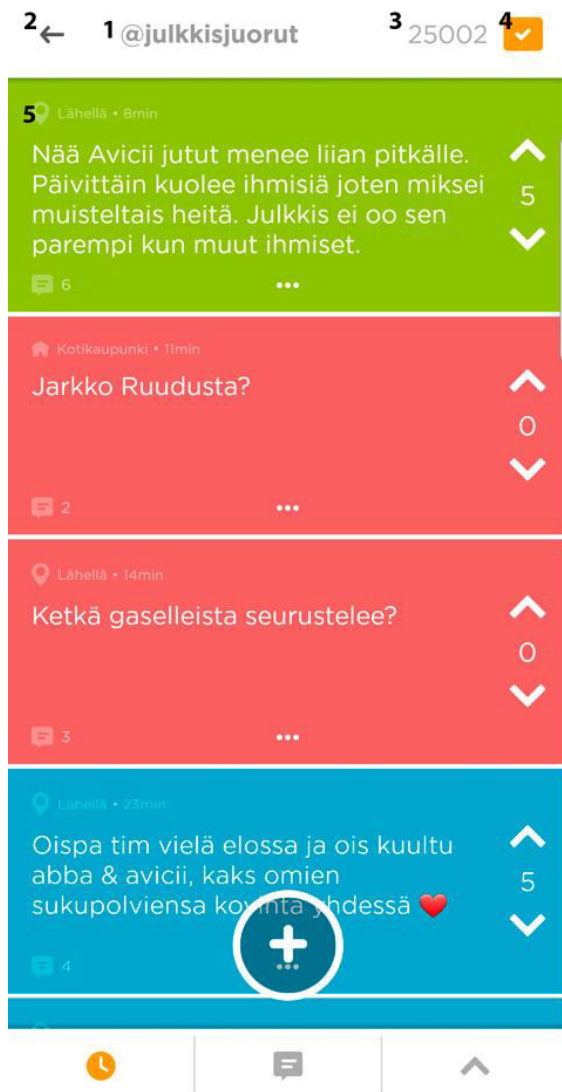 2 1 @julkkisjuorut 3 25002 4
5 Lähellä • 8min
Nää Avicii jutut menee liian pitkälle.
Päivittäin kuolee ihmisiä joten miksei
muisteltais heitä. Julkkis ei oo sen
parempi kun muut ihmiset.
5
6
Kotikaupunki • 11min
Jarkko Ruudusta?
0
2
Lähellä • 14min
Ketkä gaselleista seurustelee?
0
3
Lähellä • 23min
Oispa tim vielä elossa ja ois kuultu
abba & avicii, kaks omien
sukupolviensa kovinta yhdessä ❤️
5
4